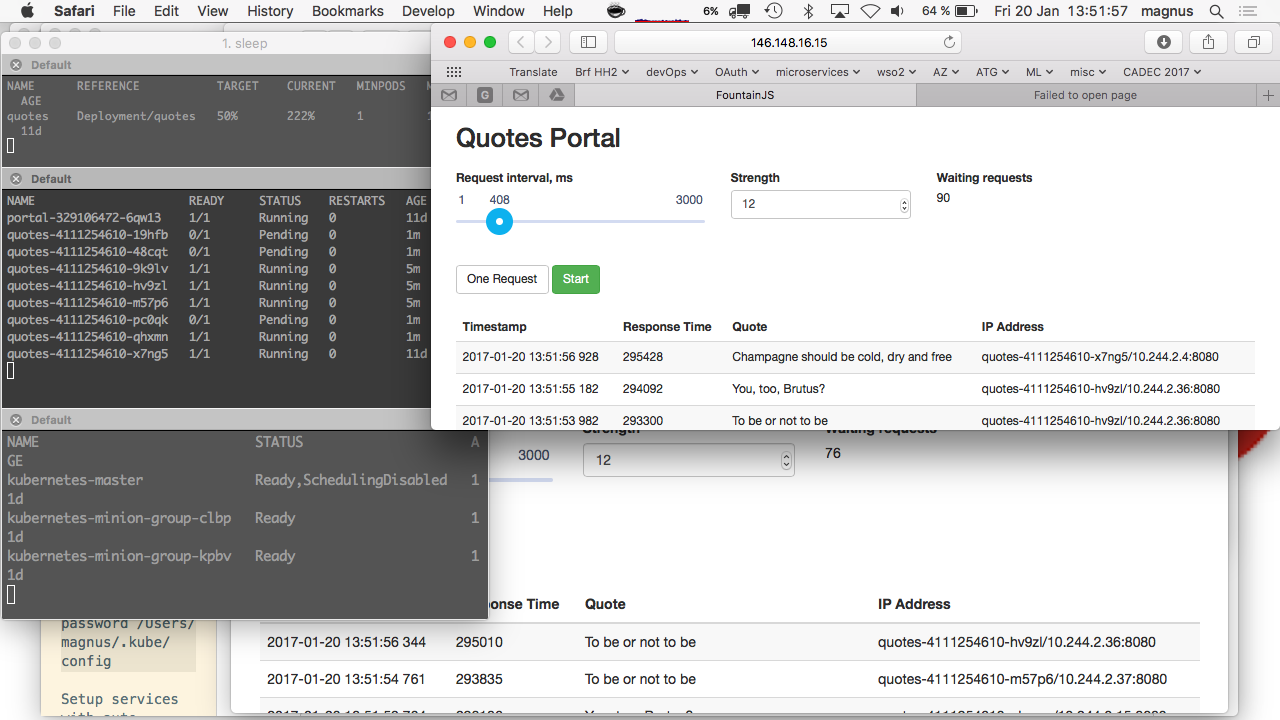 Safari File Edit View History Bookmarks Develop Window Help 6% 64 % Fri 20 Jan 13:51:57 magnus
1. sleep
Default
NAME REFERENCE TARGET CURRENT MINPODS
AGE
quotes Deployment/quotes 50% 222% 1
11d
Default
NAME READY STATUS RESTARTS AGE
portal-329106472-6qw13 1/1 Running 0 11d
quotes-4111254610-19hfb 0/1 Pending 0 1m
quotes-4111254610-48cqt 0/1 Pending 0 1m
quotes-4111254610-9k9lv 1/1 Running 0 5m
quotes-4111254610-hv9zl 1/1 Running 0 5m
quotes-4111254610-m57p6 1/1 Running 0 5m
quotes-4111254610-pc0qk 0/1 Pending 0 1m
quotes-4111254610-qhxmn 1/1 Running 0 1m
quotes-4111254610-x7ng5 1/1 Running 0 11d
Default
NAME STATUS A
GE
kubernetes-master Ready,SchedulingDisabled 1
1d
kubernetes-minion-group-clbp Ready 1
1d
kubernetes-minion-group-kpbv Ready 1
1d
146.148.16.15
Translate Brf HH2 devOps OAuth microservices wso2 AZ ATG ML misc CADEC 2017
G FountainJS Failed to open page
Quotes Portal
Request interval, ms Strength Waiting requests
1 408 3000 12 90
One Request Start
Timestamp Response Time Quote IP Address
2017-01-20 13:51:56 928 295428 Champagne should be cold, dry and free quotes-4111254610-x7ng5/10.244.2.4:8080
2017-01-20 13:51:55 182 294092 You, too, Brutus? quotes-4111254610-hv9zl/10.244.2.36:8080
2017-01-20 13:51:53 982 293300 To be or not to be quotes-4111254610-hv9zl/10.244.2.36:8080
Strength Waiting requests
3000 12 76
onse Time Quote IP Address
2017-01-20 13:51:56 344 295010 To be or not to be quotes-4111254610-hv9zl/10.244.2.36:8080
2017-01-20 13:51:54 761 293835 To be or not to be quotes-4111254610-m57p6/10.244.2.37:8080
password /Users/
magnus/.kube/
config
Setup services